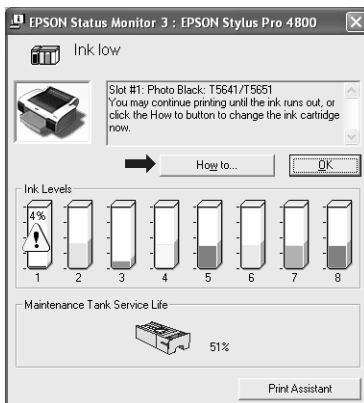 EPSON Status Monitor 3 : EPSON Stylus Pro 4800
Ink low
Slot #1: Photo Black: T5641/T5651
You may continue printing until the ink runs out, or
click the How to button to change the ink cartridge
now.
How to...
OK
Ink Levels
4%
1 2 3 4 5 6 7 8
Maintenance Tank Service Life
51%
Print Assistant